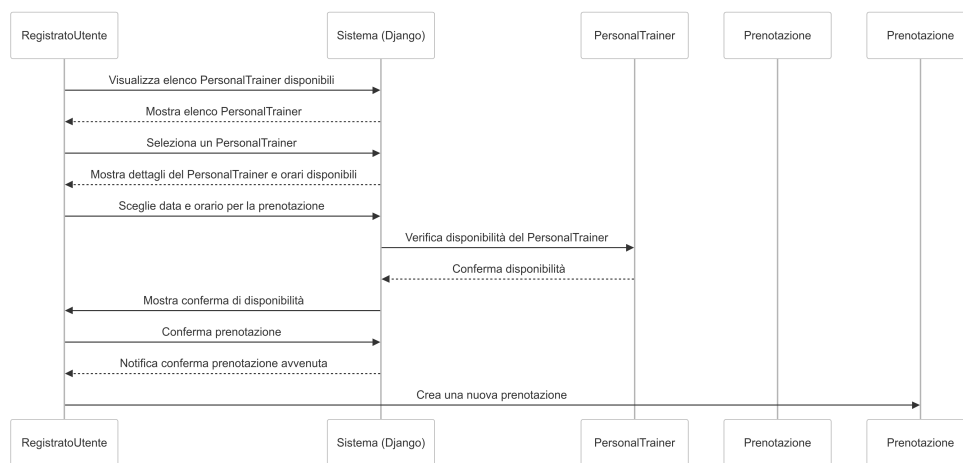 RegistratoUtente
Sistema (Django)
PersonalTrainer
Prenotazione
Prenotazione
Visualizza elenco PersonalTrainer disponibili
Mostra elenco PersonalTrainer
Seleziona un PersonalTrainer
Mostra dettagli del PersonalTrainer e orari disponibili
Sceglie data e orario per la prenotazione
Verifica disponibilità del PersonalTrainer
Conferma disponibilità
Mostra conferma di disponibilità
Conferma prenotazione
Notifica conferma prenotazione avvenuta
Crea una nuova prenotazione
RegistratoUtente
Sistema (Django)
PersonalTrainer
Prenotazione
Prenotazione